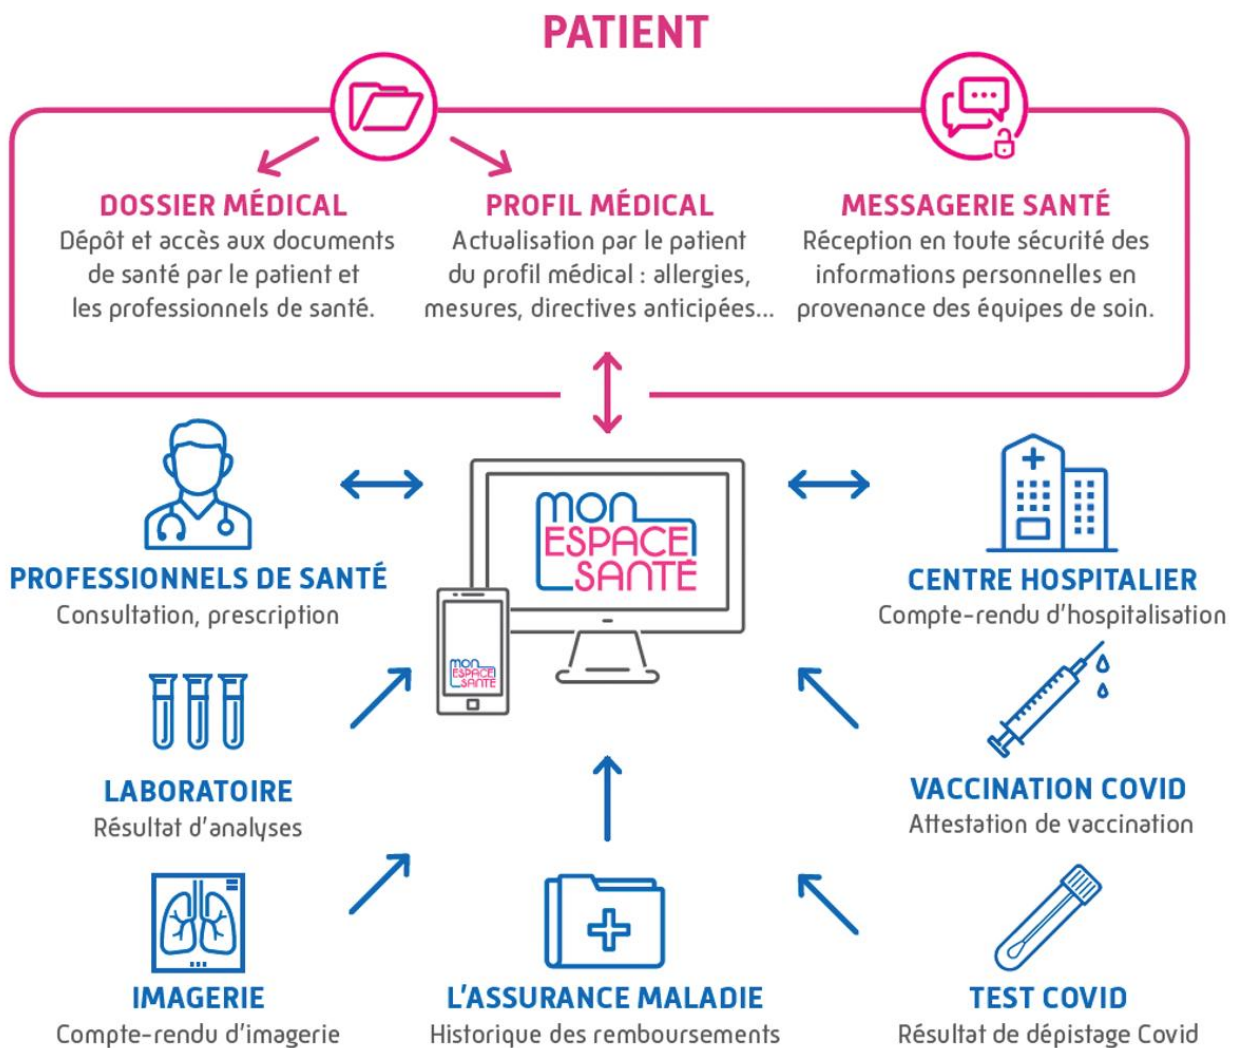 PATIENT
DOSSIER MÉDICAL
Dépôt et accès aux documents
de santé par le patient et
les professionnels de santé.
PROFIL MÉDICAL
Actualisation par le patient
du profil médical : allergies,
mesures, directives anticipées...
MESSAGERIE SANTÉ
Réception en toute sécurité des
informations personnelles en
provenance des équipes de soin.
mon
ESPACE
SANTÉ
mon
ESPACE
SANTÉ
PROFESSIONNELS DE SANTÉ
Consultation, prescription
CENTRE HOSPITALIER
Compte-rendu d'hospitalisation
LABORATOIRE
Résultat d'analyses
VACCINATION COVID
Attestation de vaccination
IMAGERIE
Compte-rendu d'imagerie
L'ASSURANCE MALADIE
Historique des remboursements
TEST COVID
Résultat de dépistage Covid